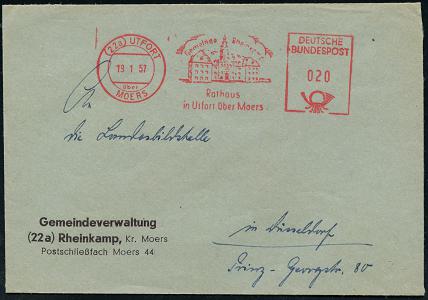 (22a) UTFORT
19.1.57
über
MOERS
Gemeinde Rheinkamp
Rathaus
in Utfort über Moers
DEUTSCHE
BUNDESPOST
020
An
die Landesbildstelle
in Düsseldorf
Prinz-Georgstr. 80
Gemeindeverwaltung
(22a) Rheinkamp, Kr. Moers
Postschließfach Moers 44